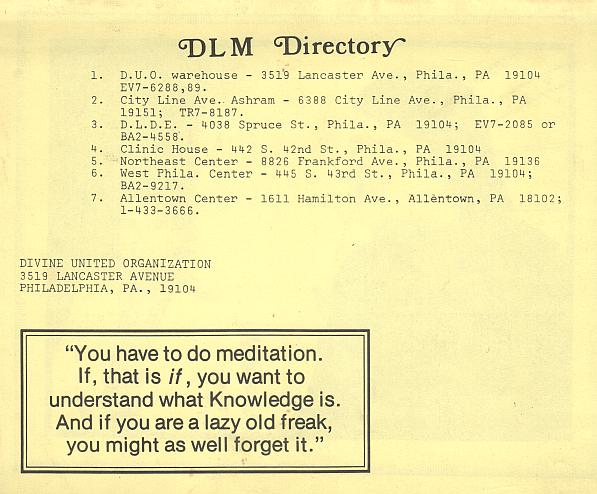 DLM Directory
1. D.U.O. warehouse - 3519 Lancaster Ave., Phila., PA 19104
EV7-6288,89.
2. City Line Ave. Ashram - 6388 City Line Ave., Phila., PA
19151; TR7-8187.
3. D.L.D.E. - 4038 Spruce St., Phila., PA 19104; EV7-2085 or
BA2-4558.
4. Clinic House - 442 S. 42nd St., Phila., PA 19104
5. Northeast Center - 8826 Frankford Ave., Phila., PA 19136
6. West Phila. Center - 445 S. 43rd St., Phila., PA 19104;
BA2-9217.
7. Allentown Center - 1611 Hamilton Ave., Allentown, PA 18102;
1-433-3666.
DIVINE UNITED ORGANIZATION
3519 LANCASTER AVENUE
PHILADELPHIA, PA., 19104
“You have to do meditation.
If, that is if, you want to
understand what Knowledge is.
And if you are a lazy old freak,
you might as well forget it.”